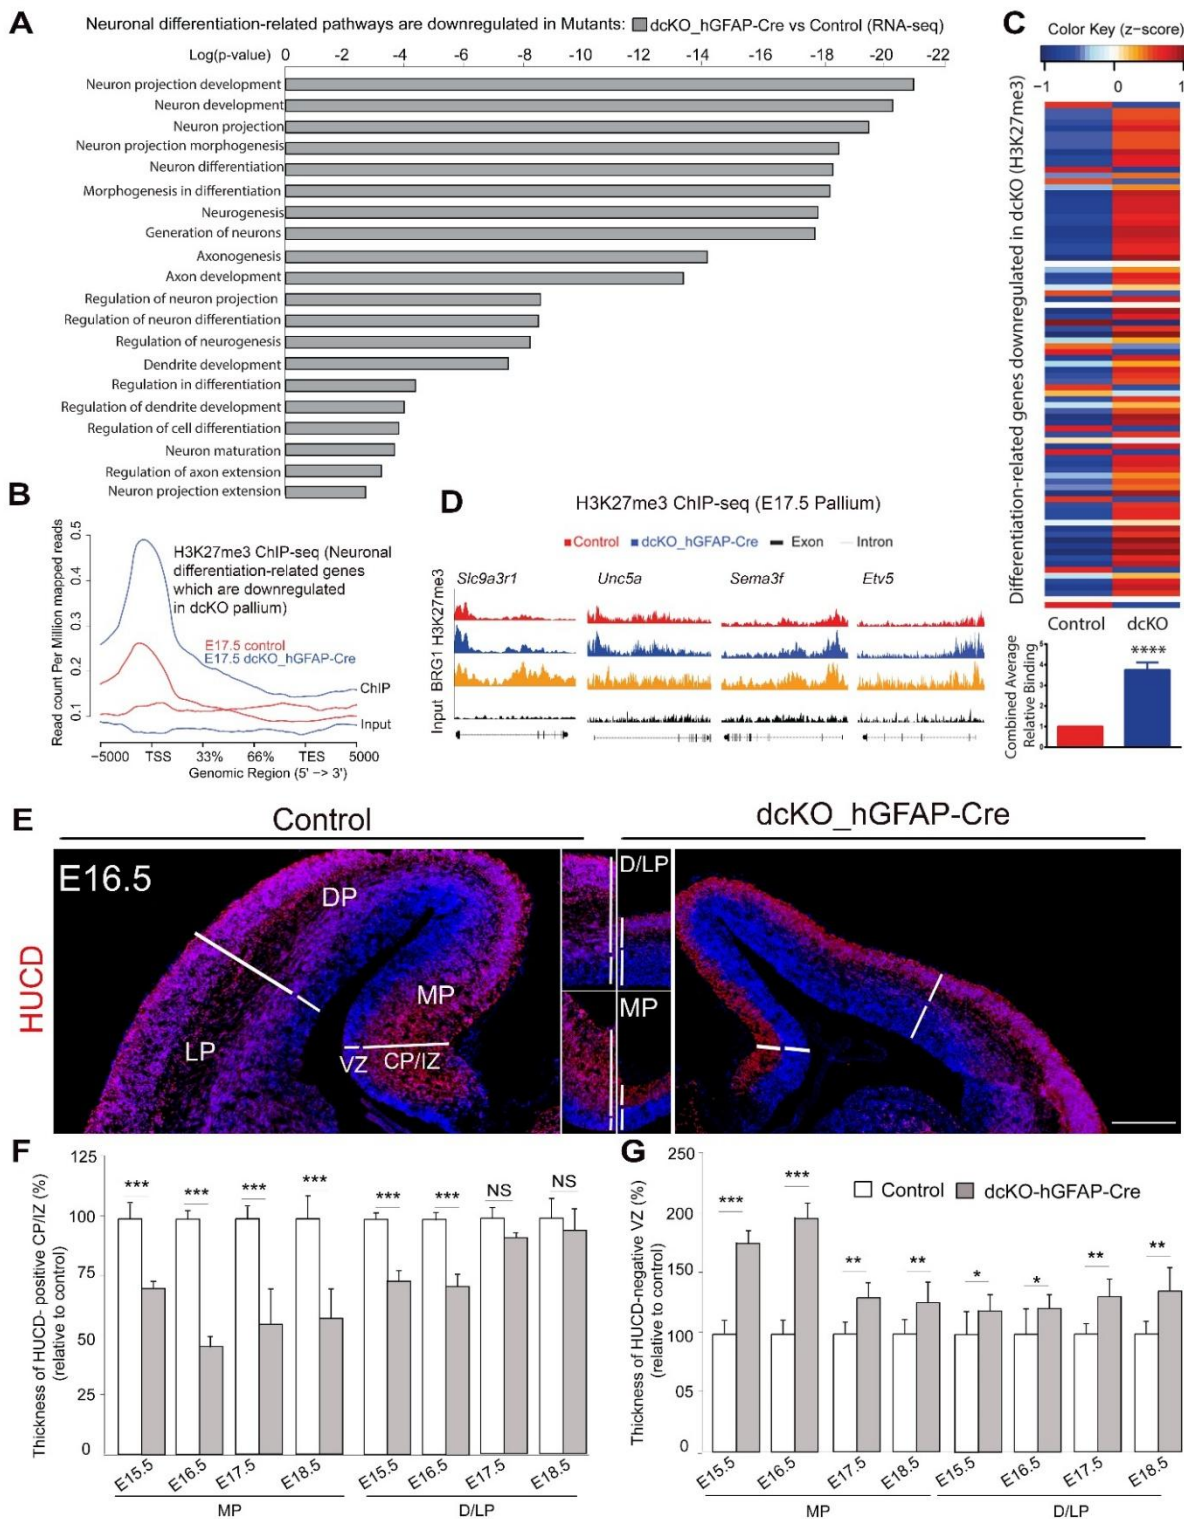 A
Neuronal differentiation-related pathways are downregulated in Mutants: dcKO_hGFAP-Cre vs Control (RNA-seq)
Log(p-value) 0 -2 -4 -6 -8 -10 -12 -14 -16 -18 -20 -22
Neuron projection development
Neuron development
Neuron projection
Neuron projection morphogenesis
Neuron differentiation
Morphogenesis in differentiation
Neurogenesis
Generation of neurons
Axonogenesis
Axon development
Regulation of neuron projection
Regulation of neuron differentiation
Regulation of neurogenesis
Dendrite development
Regulation in differentiation
Regulation of dendrite development
Regulation of cell differentiation
Neuron maturation
Regulation of axon extension
Neuron projection extension
B
Read count Per Million mapped reads
0.5
0.4
0.3
0.2
0.1
H3K27me3 ChIP-seq (Neuronal
differentiation-related genes
which are downregulated
in dcKO pallium)
E17.5 control
E17.5 dcKO_hGFAP-Cre
ChIP
Input
-5000 TSS 33% 66% TES 5000
Genomic Region (5' -> 3')
C
Color Key (z-score)
-1 0 1
Differentiation-related genes downregulated in dcKO (H3K27me3)
Control dcKO
Combined Average
Relative Binding
5
4
3
2
1
0
****
D
H3K27me3 ChIP-seq (E17.5 Pallium)
Control dcKO_hGFAP-Cre Exon Intron
Slc9a3r1 Unc5a Sema3f Etv5
Input BRG1 H3K27me3
E
Control dcKO_hGFAP-Cre
E16.5
HUCD
DP
LP
MP
VZ
CP/IZ
D/LP
MP
F
Thickness of HUCD- positive CP/IZ (%)
(relative to control)
125
100
75
50
25
0
*** *** *** *** *** *** NS NS
E15.5 E16.5 E17.5 E18.5 E15.5 E16.5 E17.5 E18.5
MP D/LP
G
Thickness of HUCD-negative VZ (%)
(relative to control)
250
200
150
100
05
0
Control dcKO-hGFAP-Cre
*** *** ** ** * * ** **
E15.5 E16.5 E17.5 E18.5 E15.5 E16.5 E17.5 E18.5
MP D/LP